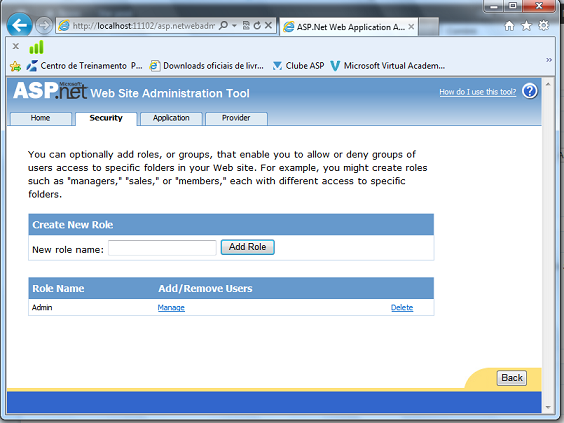 http://localhost:11102/asp.netwebadmi
ASP.Net Web Application A...
Centro de Treinamento P...
Downloads oficiais de livr...
Clube ASP
Microsoft Virtual Academ...
Microsoft
ASP.net Web Site Administration Tool
How do I use this tool? ?
Home Security Application Provider
You can optionally add roles, or groups, that enable you to allow or deny groups of
users access to specific folders in your Web site. For example, you might create roles
such as "managers," "sales," or "members," each with different access to specific
folders.
Create New Role
New role name: Add Role
Role Name Add/Remove Users
Admin Manage Delete
Back